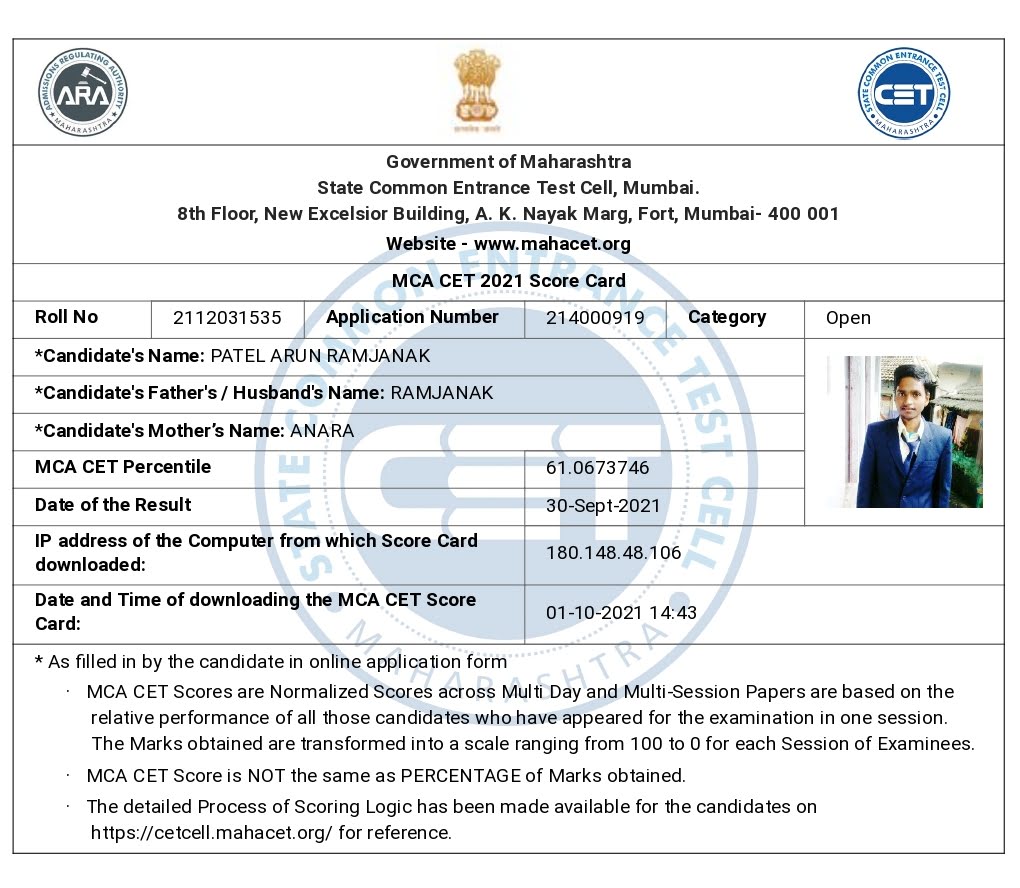 ADMISSIONS REGULATING AUTHORITY
ARA
MAHARASHTRA
STATE COMMON ENTRANCE TEST CELL
CET
MAHARASHTRA
Government of Maharashtra
State Common Entrance Test Cell, Mumbai.
8th Floor, New Excelsior Building, A. K. Nayak Marg, Fort, Mumbai- 400 001
Website - www.mahacet.org
MCA CET 2021 Score Card
Roll No 2112031535 Application Number 214000919 Category Open
*Candidate's Name: PATEL ARUN RAMJANAK
*Candidate's Father's / Husband's Name: RAMJANAK
*Candidate's Mother’s Name: ANARA
MCA CET Percentile 61.0673746
Date of the Result 30-Sept-2021
IP address of the Computer from which Score Card
downloaded: 180.148.48.106
Date and Time of downloading the MCA CET Score
Card: 01-10-2021 14:43
* As filled in by the candidate in online application form
· MCA CET Scores are Normalized Scores across Multi Day and Multi-Session Papers are based on the
relative performance of all those candidates who have appeared for the examination in one session.
The Marks obtained are transformed into a scale ranging from 100 to 0 for each Session of Examinees.
· MCA CET Score is NOT the same as PERCENTAGE of Marks obtained.
· The detailed Process of Scoring Logic has been made available for the candidates on
https://cetcell.mahacet.org/ for reference.
STATE COMMON ENTRANCE TEST CELL
CET
MAHARASHTRA